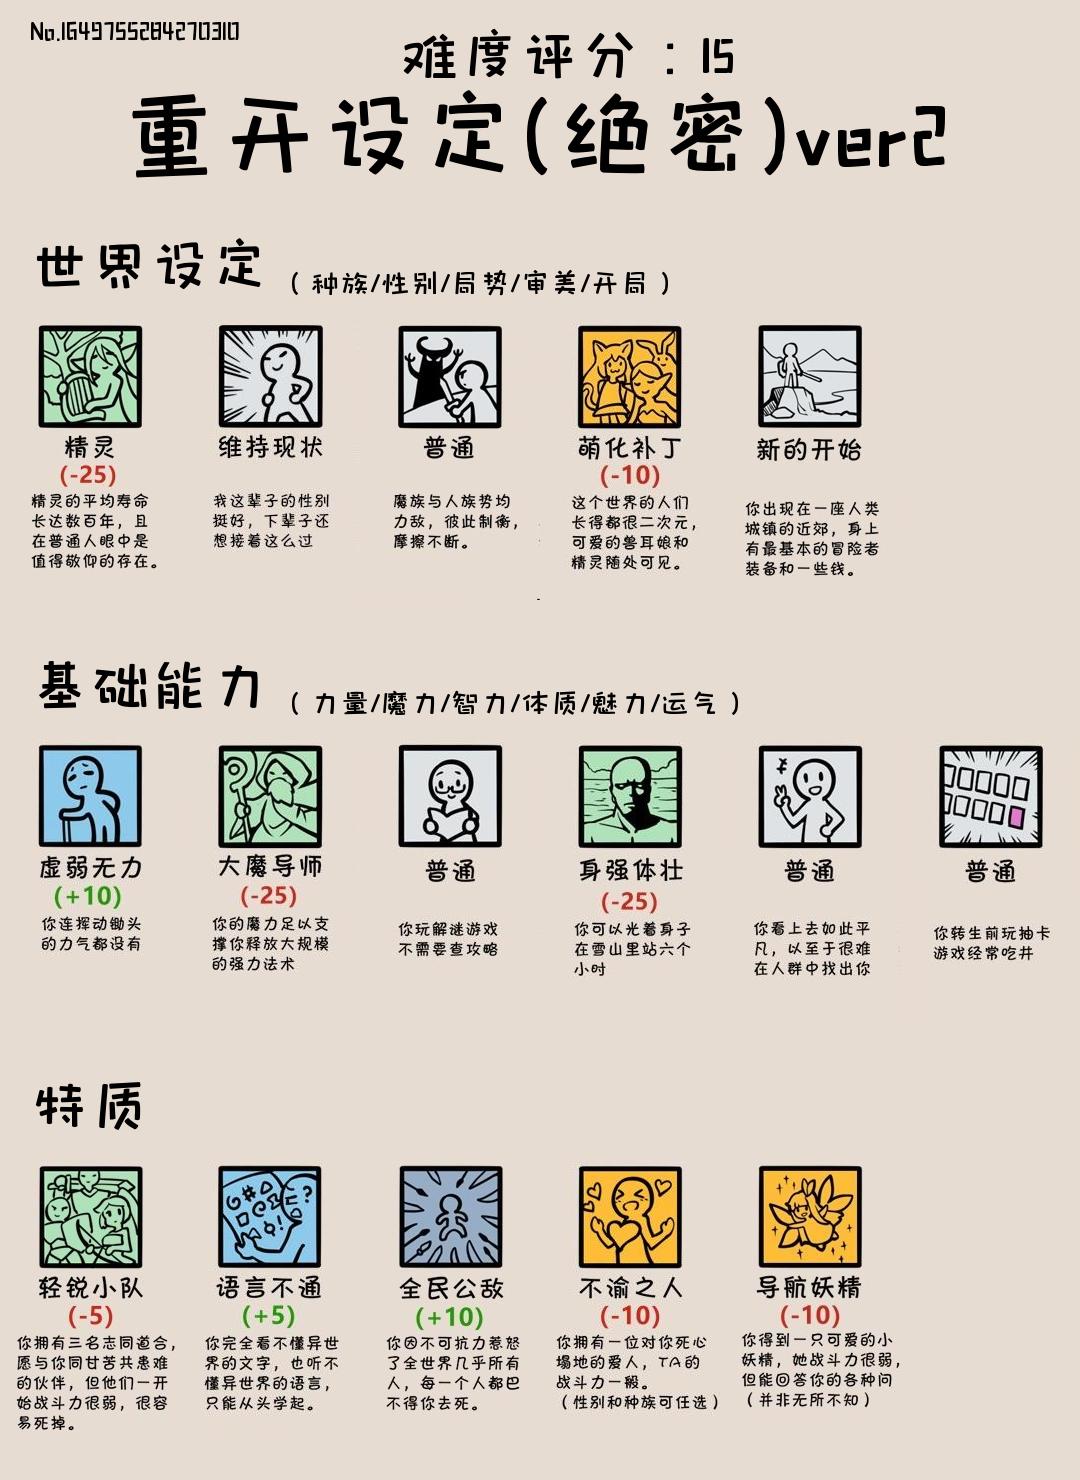 No.1649755284270310
难度评分：15
重开设定(绝密)ver2
世界设定（种族/性别/局势/审美/开局）
精灵
(-25)
精灵的平均寿命
长达数百年，且
在普通人眼中是
值得敬仰的存在。
维持现状
我这辈子的性别
挺好，下辈子还
想接着这么过
普通
魔族与人族势均
力敌，彼此制衡，
摩擦不断。
萌化补丁
(-10)
这个世界的人们
长得都很二次元，
可爱的兽耳娘和
精灵随处可见。
新的开始
你出现在一座人类
城镇的近郊，身上
有最基本的冒险者
装备和一些钱。
基础能力（力量/魔力/智力/体质/魅力/运气）
虚弱无力
(+10)
你连挥动锄头
的力气都没有
大魔导师
(-25)
你的魔力足以支
撑你释放大规模
的强力法术
普通
你玩解谜游戏
不需要查攻略
身强体壮
(-25)
你可以光着身子
在雪山里站六个
小时
普通
你看上去如此平
凡，以至于很难
在人群中找出你
普通
你转生前玩抽卡
游戏经常吃井
特质
轻锐小队
(-5)
你拥有三名志同道合，
愿与你同甘苦共患难
的伙伴，但他们一开
始战斗力很弱，很容
易死掉。
语言不通
(+5)
你完全看不懂异世
界的文字，也听不
懂异世界的语言，
只能从头学起。
全民公敌
(+10)
你因不可抗力惹怒
了全世界几乎所有
人，每一个人都巴
不得你去死。
不渝之人
(-10)
你拥有一位对你死心
塌地的爱人，TA的
战斗力一般。
（性别和种族可任选）
导航妖精
(-10)
你得到一只可爱的小
妖精，她战斗力很弱，
但能回答你的各种问
（并非无所不知）